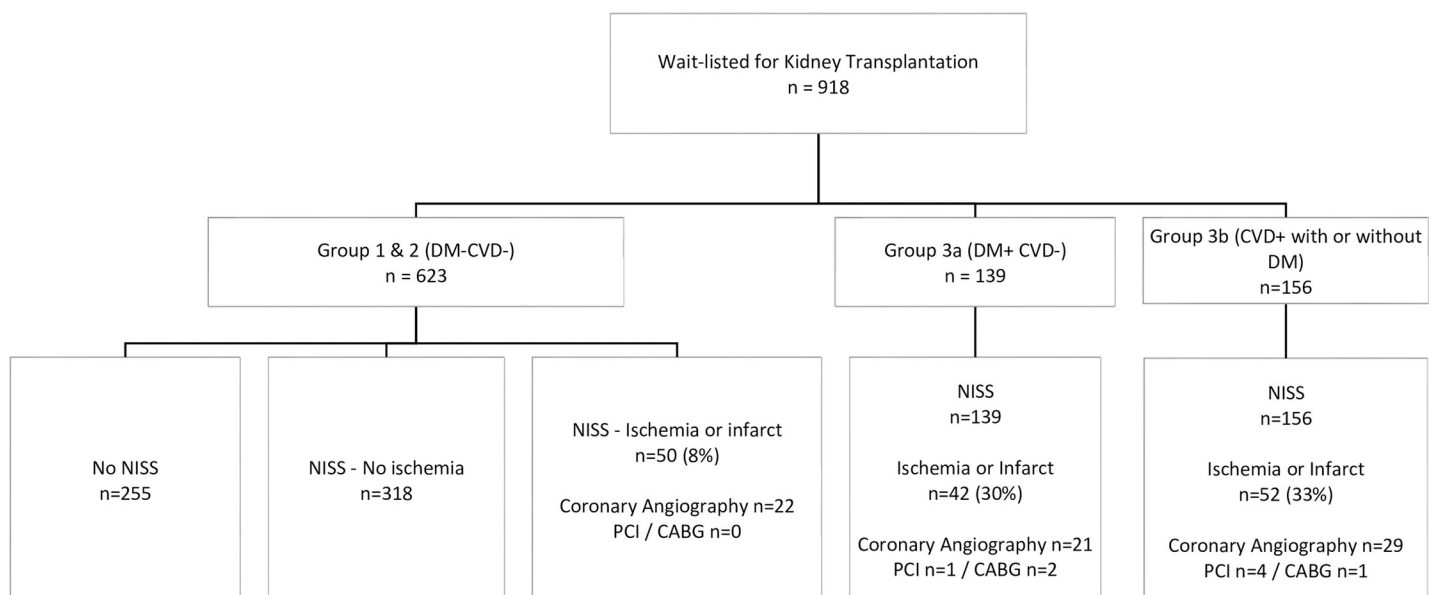 Wait-listed for Kidney Transplantation
n = 918
Group 1 & 2 (DM-CVD-)
n = 623
Group 3a (DM+ CVD-)
n = 139
Group 3b (CVD+ with or without
DM)
n=156
No NISS
n=255
NISS - No ischemia
n=318
NISS - Ischemia or infarct
n=50 (8%)
Coronary Angiography n=22
PCI / CABG n=0
NISS
n=139
Ischemia or Infarct
n=42 (30%)
Coronary Angiography n=21
PCI n=1 / CABG n=2
NISS
n=156
Ischemia or Infarct
n=52 (33%)
Coronary Angiography n=29
PCI n=4 / CABG n=1